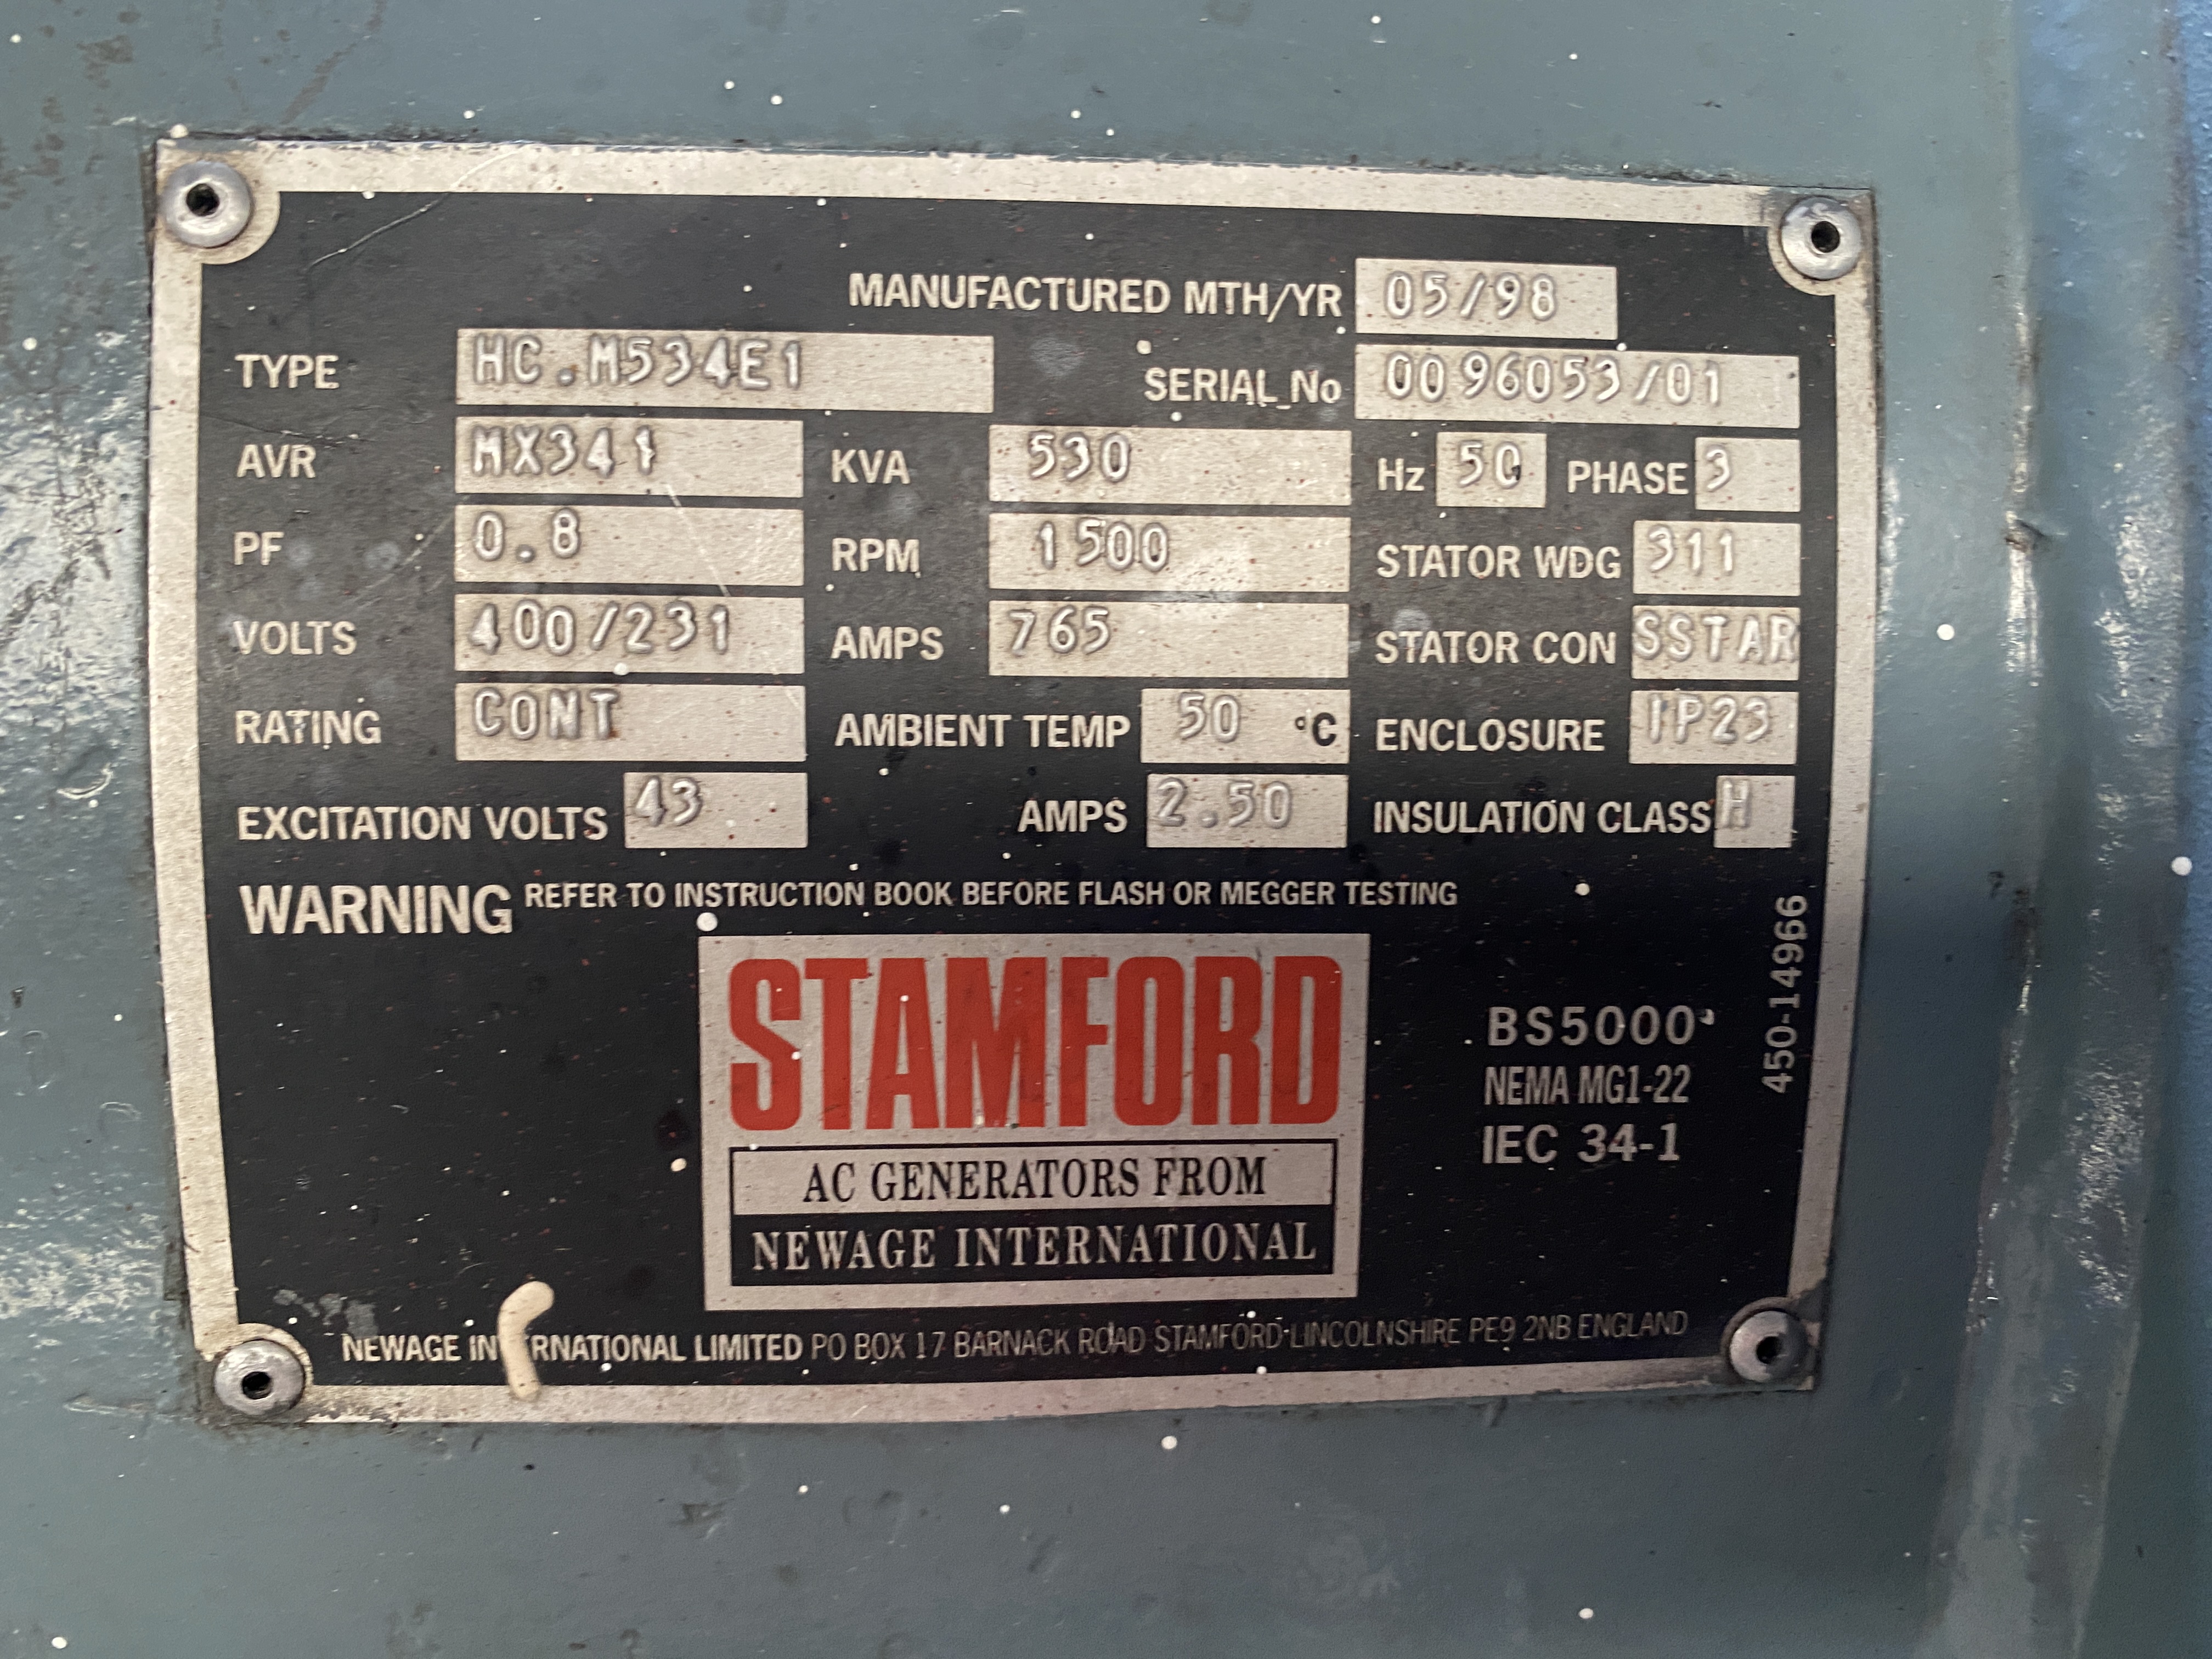 MANUFACTURED MTH/YR 05/98
TYPE HC.M534E1 SERIAL No 0096053/01
AVR MX341 KVA 530 Hz 50 PHASE 3
PF 0.8 RPM 1500 STATOR WDG 311
VOLTS 400/231 AMPS 765 STATOR CON SSTAR
RATING CONT AMBIENT TEMP 50 °C ENCLOSURE IP23
EXCITATION VOLTS 43 AMPS 2.50 INSULATION CLASS H
WARNING REFER TO INSTRUCTION BOOK BEFORE FLASH OR MEGGER TESTING
STAMFORD
AC GENERATORS FROM
NEWAGE INTERNATIONAL
BS5000
NEMA MG1-22
IEC 34-1
450-14966
NEWAGE INTERNATIONAL LIMITED PO BOX 17 BARNACK ROAD STAMFORD LINCOLNSHIRE PE9 2NB ENGLAND